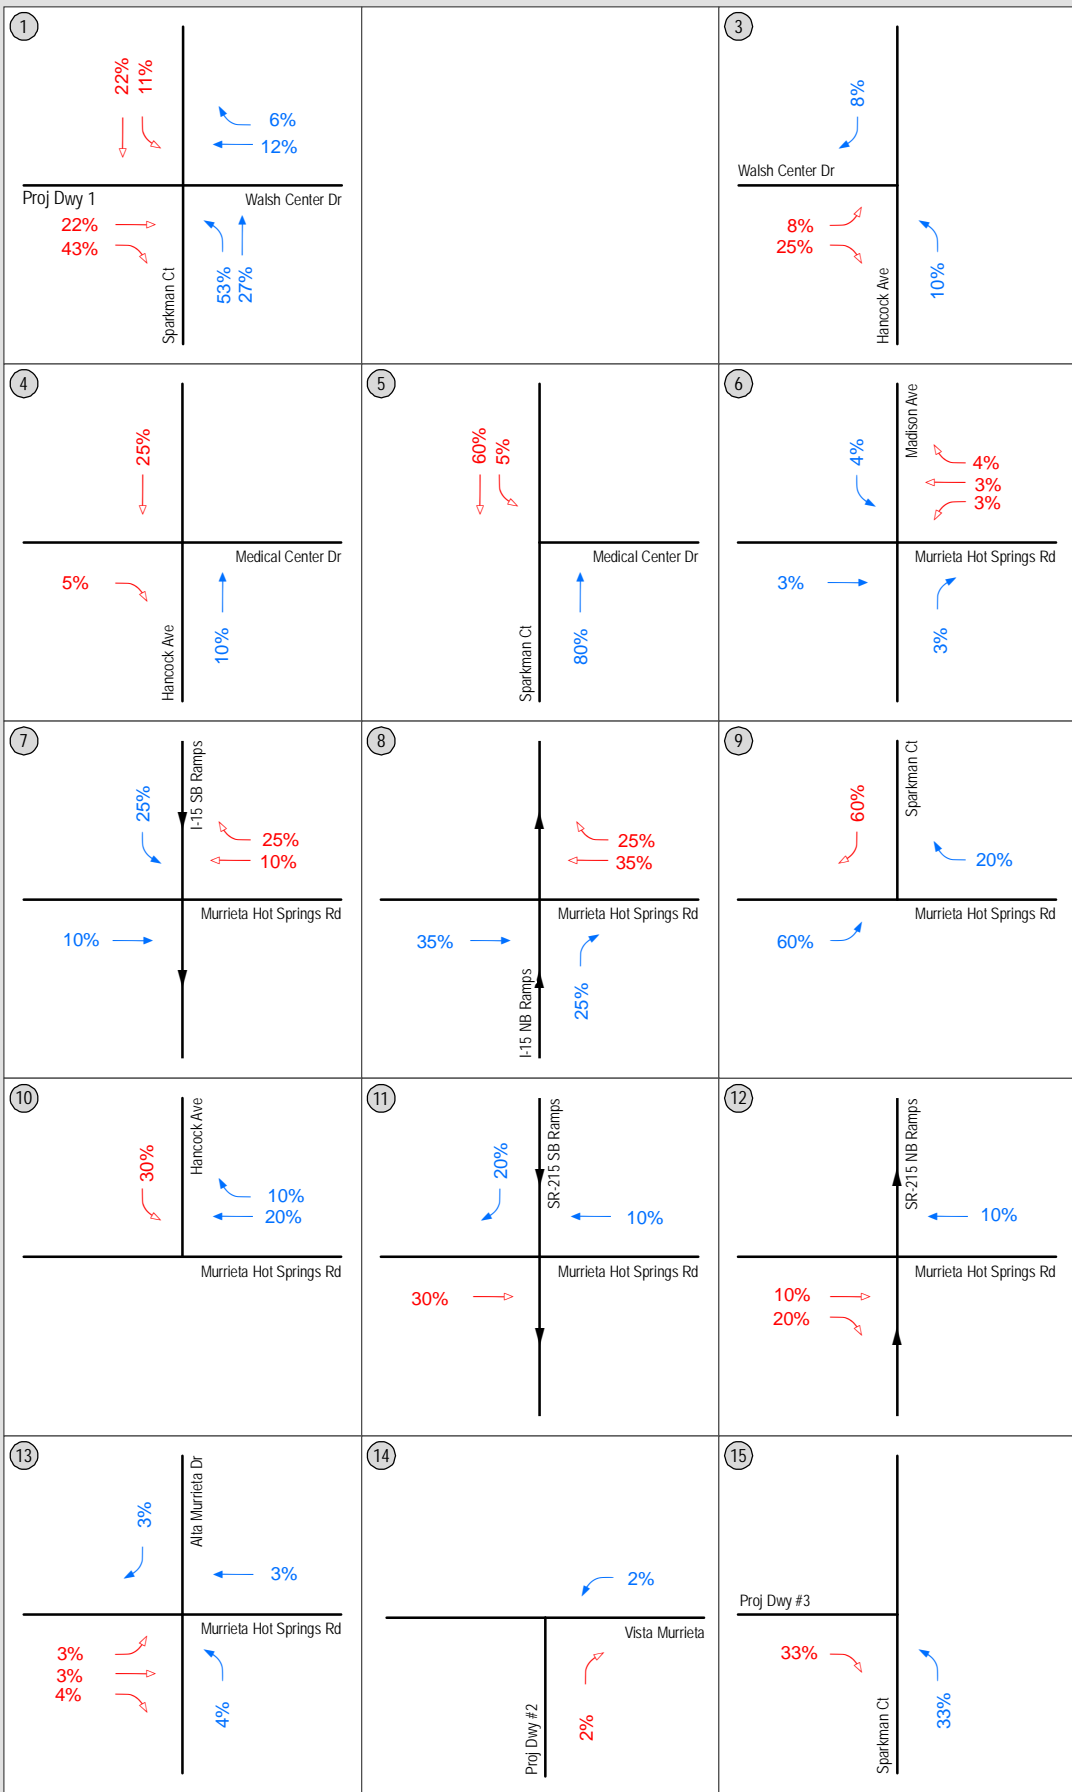 1
22%
11%
6%
12%
Proj Dwy 1
Walsh Center Dr
22%
43%
53%
27%
Sparkman Ct
3
8%
Walsh Center Dr
8%
25%
10%
Hancock Ave
4
25%
Medical Center Dr
5%
10%
Hancock Ave
5
60%
5%
Medical Center Dr
80%
Sparkman Ct
6
Madison Ave
4%
4%
3%
3%
Murrieta Hot Springs Rd
3%
3%
7
I-15 SB Ramps
25%
25%
10%
Murrieta Hot Springs Rd
10%
8
25%
35%
Murrieta Hot Springs Rd
35%
25%
I-15 NB Ramps
9
Sparkman Ct
60%
20%
Murrieta Hot Springs Rd
60%
10
Hancock Ave
30%
10%
20%
Murrieta Hot Springs Rd
11
SR-215 SB Ramps
20%
10%
Murrieta Hot Springs Rd
30%
12
SR-215 NB Ramps
10%
Murrieta Hot Springs Rd
10%
20%
13
Alta Murrieta Dr
3%
3%
Murrieta Hot Springs Rd
3%
3%
4%
4%
14
2%
Vista Murrieta
2%
Proj Dwy #2
15
Proj Dwy #3
33%
33%
Sparkman Ct